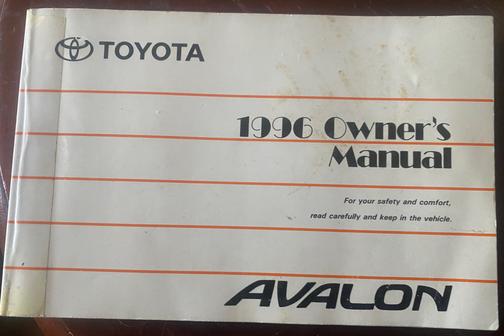 TOYOTA
1996 Owner's
Manual
For your safety and comfort,
read carefully and keep in the vehicle.
AVALON